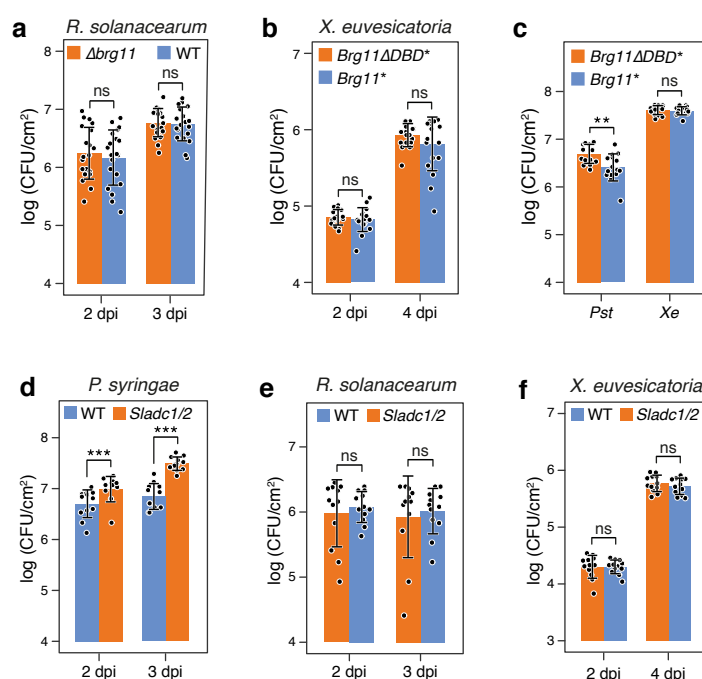 a R. solanacearum
Δbrg11 WT
ns ns
log (CFU/cm²)
8
7
6
5
4
2 dpi 3 dpi
b X. euvesicatoria
Brg11ΔDBD*
Brg11*
ns ns
log (CFU/cm²)
7
6
5
4
2 dpi 4 dpi
c
Brg11ΔDBD*
Brg11*
** ns
log (CFU/cm²)
8
7
6
5
4
Pst Xe
d P. syringae
WT Sladc1/2
*** ***
log (CFU/cm²)
8
7
6
5
4
2 dpi 3 dpi
e R. solanacearum
WT Sladc1/2
ns ns
log (CFU/cm²)
7
6
5
4
2 dpi 3 dpi
f X. euvesicatoria
WT Sladc1/2
ns ns
log (CFU/cm²)
7
6
5
4
3
2 dpi 4 dpi